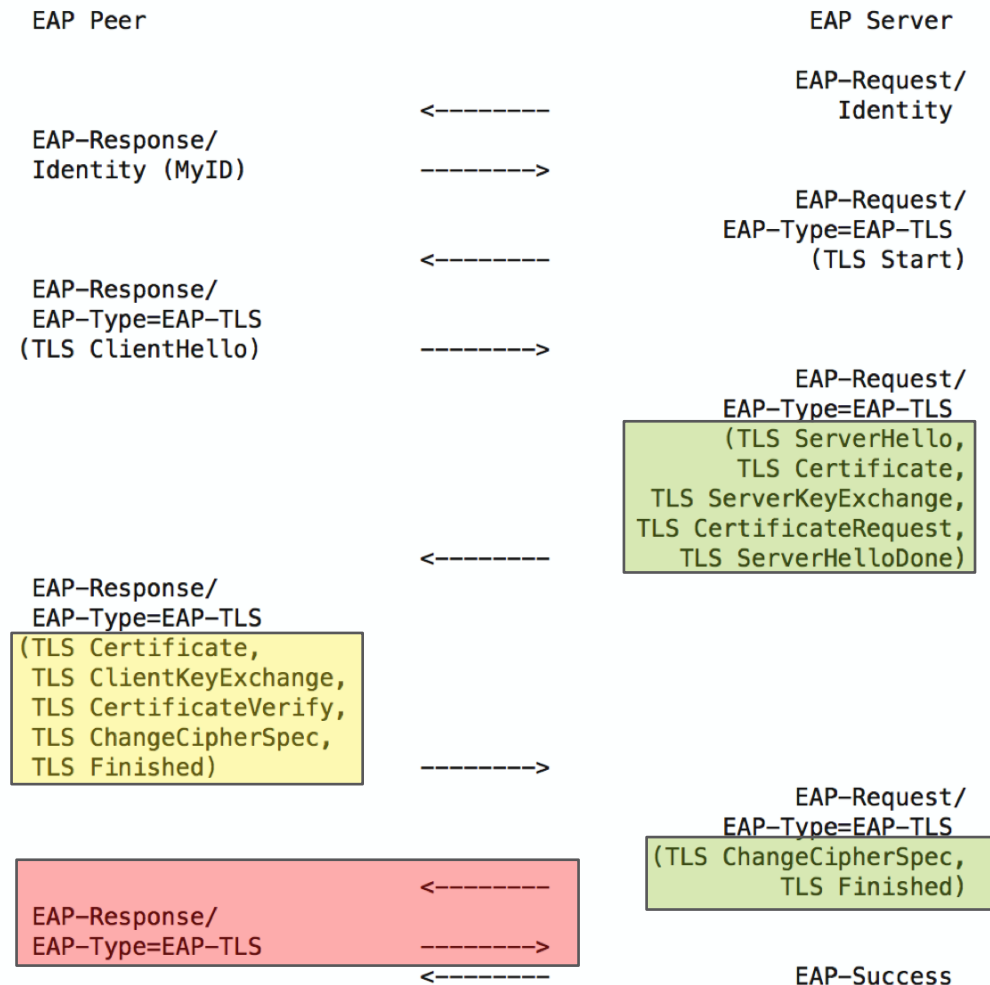 EAP Peer                                              EAP Server
EAP-Request/
<-------- Identity
EAP-Response/
Identity (MyID) -------->
EAP-Request/
EAP-Type=EAP-TLS
<-------- (TLS Start)
EAP-Response/
EAP-Type=EAP-TLS
(TLS ClientHello) -------->
EAP-Request/
EAP-Type=EAP-TLS
(TLS ServerHello,
TLS Certificate,
TLS ServerKeyExchange,
TLS CertificateRequest,
<-------- TLS ServerHelloDone)
EAP-Response/
EAP-Type=EAP-TLS
(TLS Certificate,
TLS ClientKeyExchange,
TLS CertificateVerify,
TLS ChangeCipherSpec,
TLS Finished) -------->
EAP-Request/
EAP-Type=EAP-TLS
(TLS ChangeCipherSpec,
<-------- TLS Finished)
EAP-Response/
EAP-Type=EAP-TLS -------->
<-------- EAP-Success